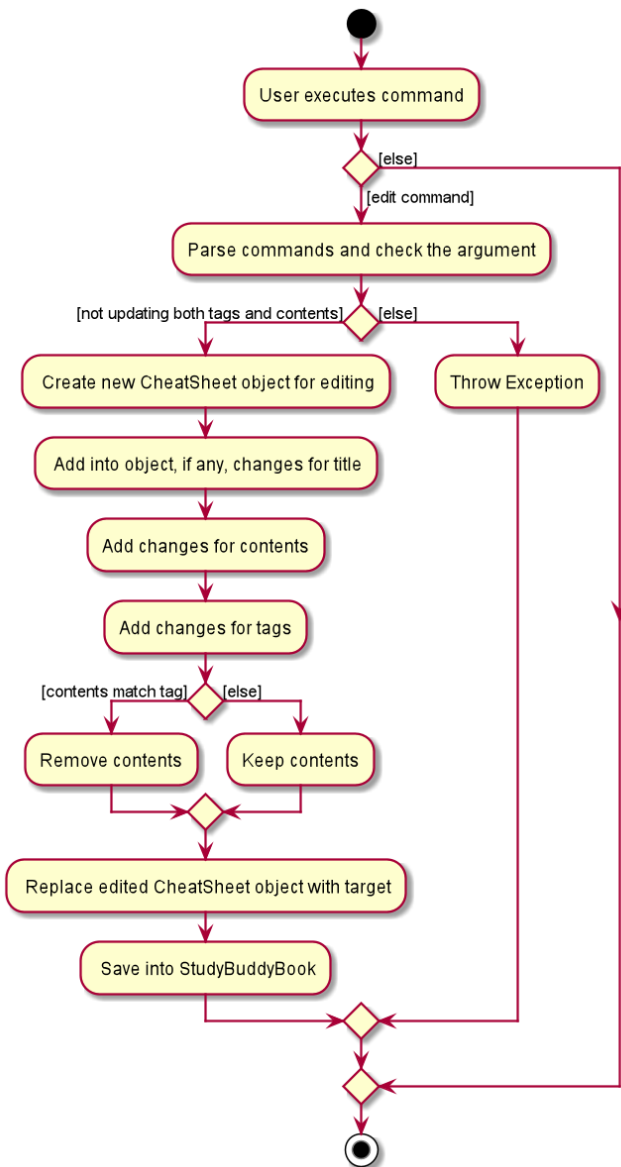 User executes command
[else]
[edit command]
Parse commands and check the argument
[not updating both tags and contents]
[else]
Create new CheatSheet object for editing
Throw Exception
Add into object, if any, changes for title
Add changes for contents
Add changes for tags
[contents match tag]
[else]
Remove contents
Keep contents
Replace edited CheatSheet object with target
Save into StudyBuddyBook